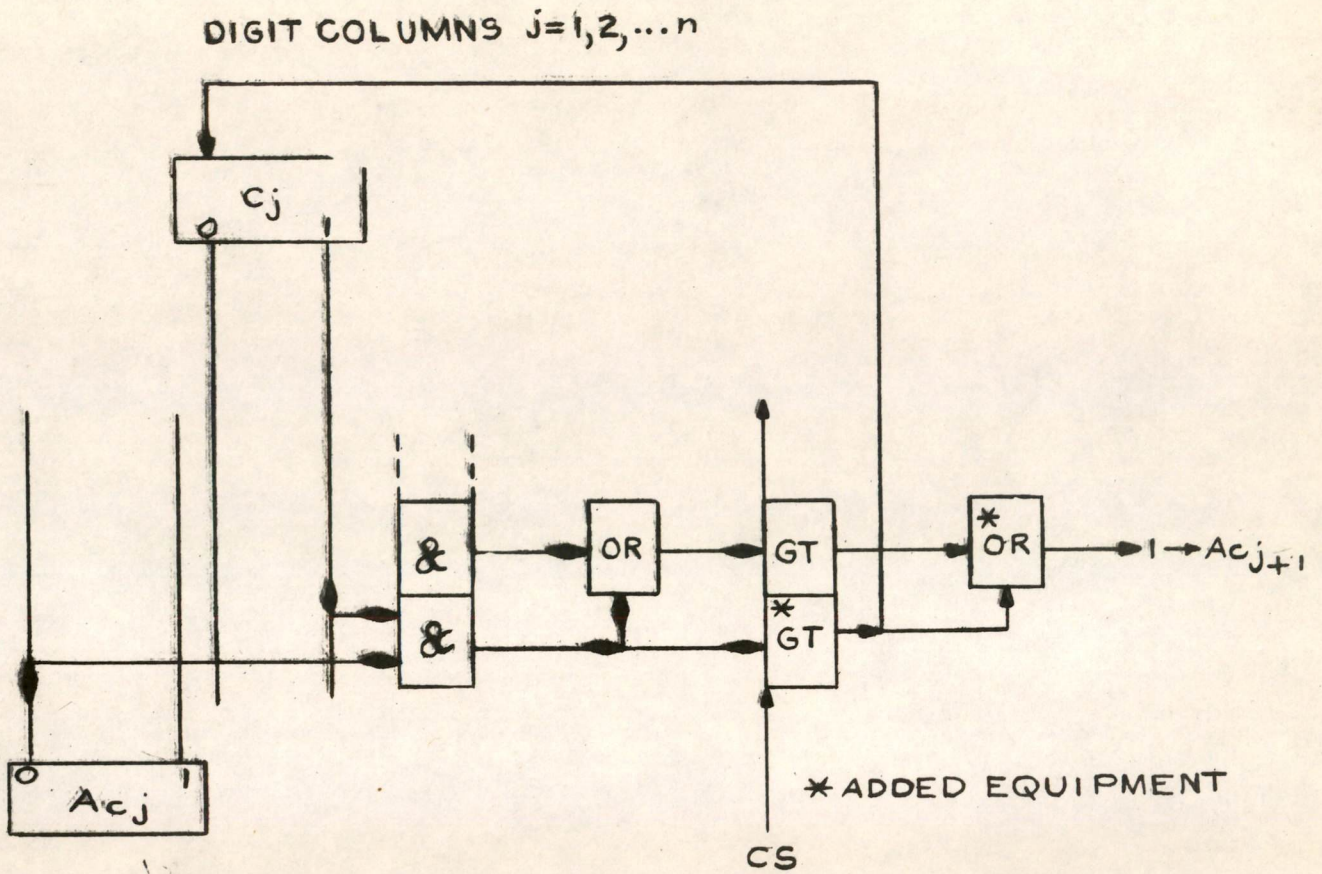 DIGIT COLUMNS j=1,2,...n
Cj
0 1
& OR GT * OR 1→Acj+1
& * GT
0 1
Acj
* ADDED EQUIPMENT
CS